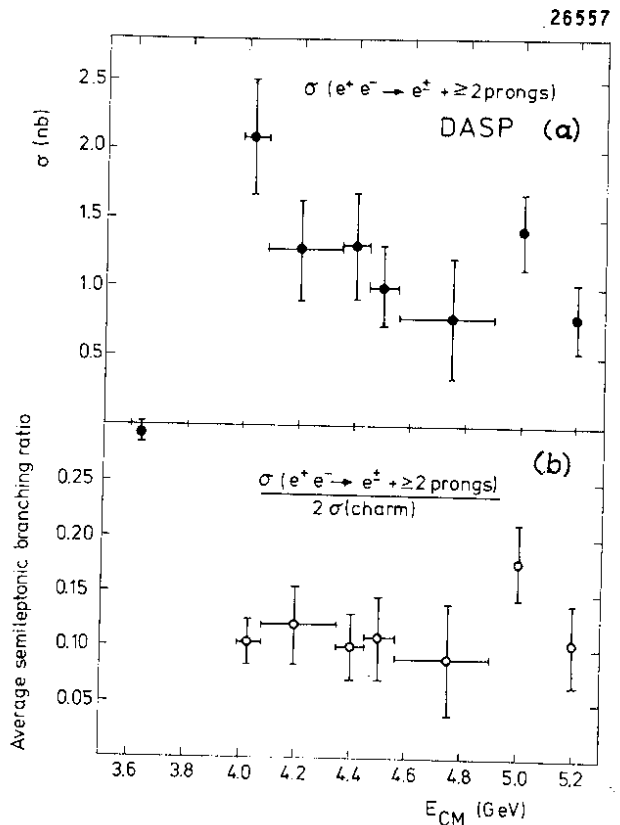 26557
σ (e⁺ e⁻ → e± + ≥ 2 prongs)
DASP (a)
σ (nb)
2.5
2.0
1.5
1.0
0.5
(b)
σ (e⁺ e⁻ → e± + ≥ 2 prongs)
2 σ (charm)
Average semileptonic branching ratio
0.25
0.20
0.15
0.10
0.05
3.6 3.8 4.0 4.2 4.4 4.6 4.8 5.0 5.2
E_CM (GeV)